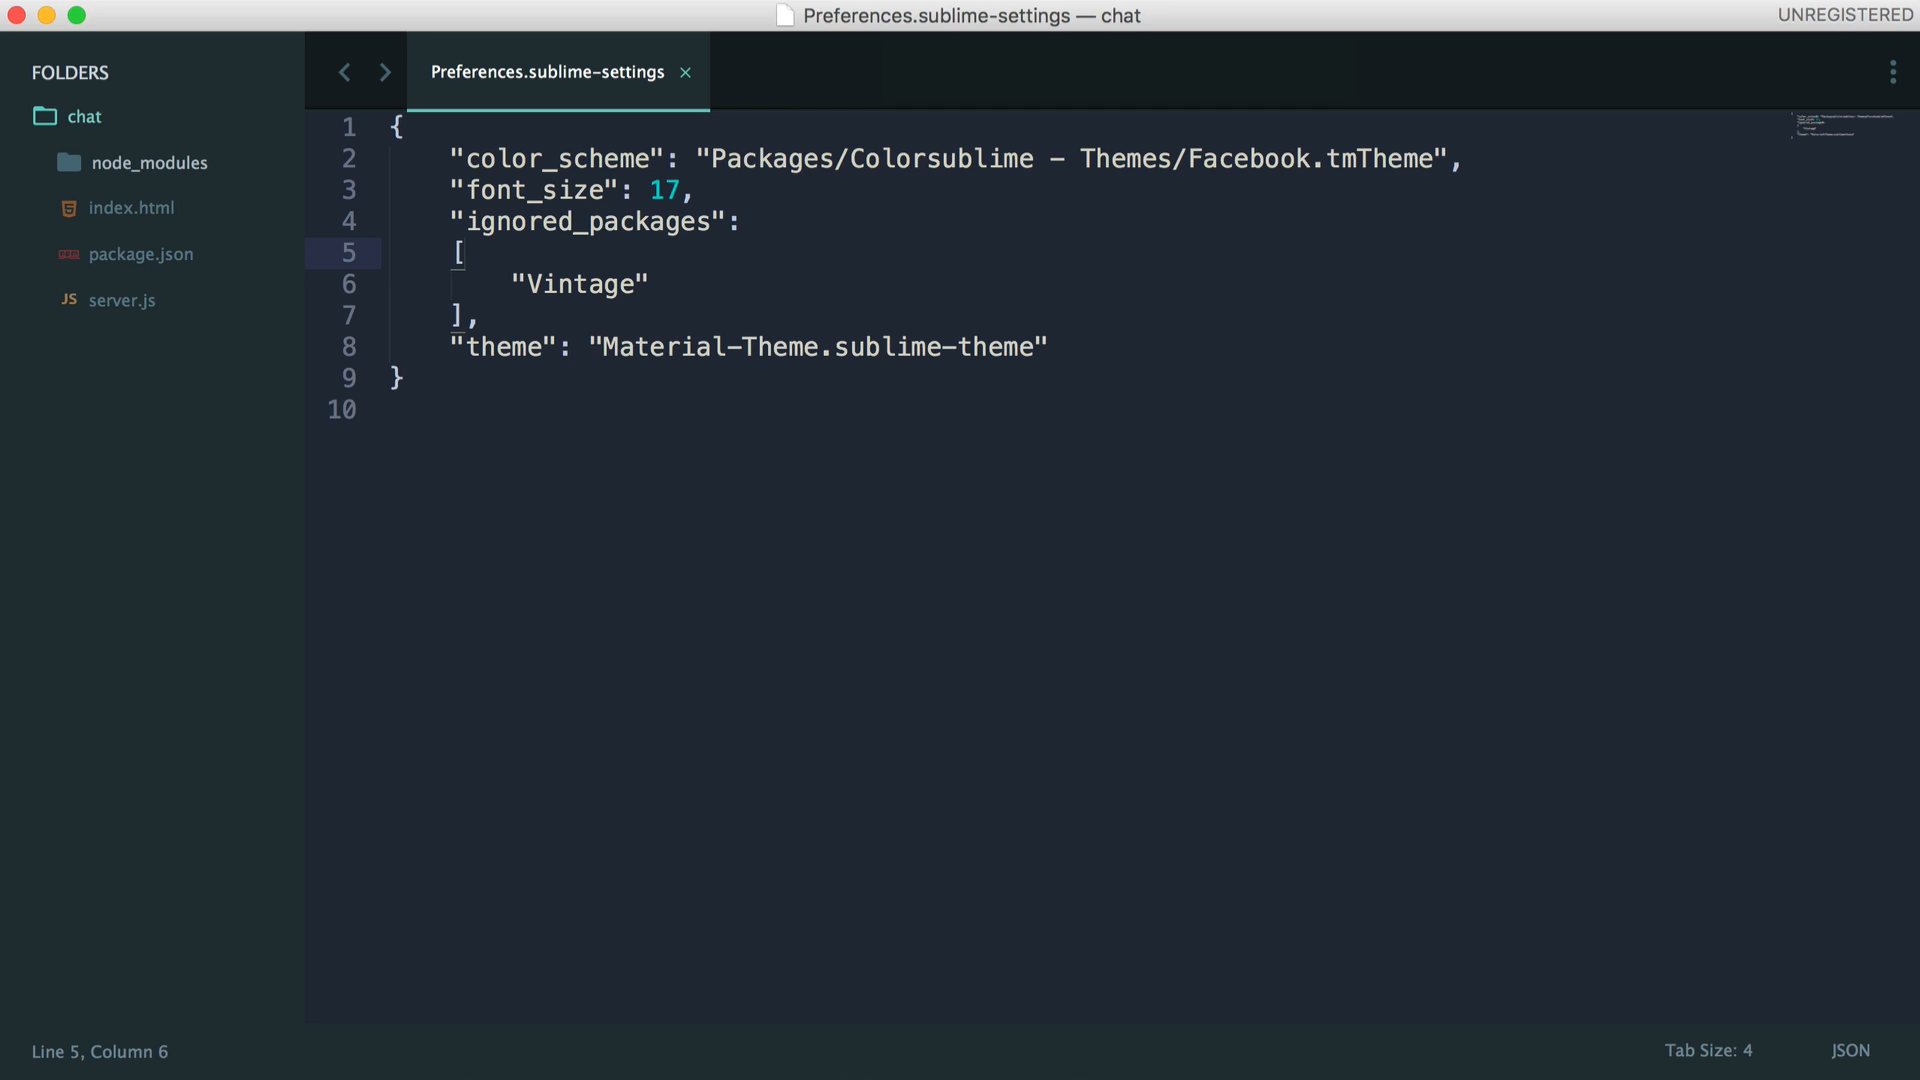 Preferences.sublime-settings — chat
UNREGISTERED
FOLDERS
chat
node_modules
index.html
package.json
JS server.js
Preferences.sublime-settings ×
1 {
2 "color_scheme": "Packages/Colorsublime - Themes/Facebook.tmTheme",
3 "font_size": 17,
4 "ignored_packages":
5 [
6 "Vintage"
7 ],
8 "theme": "Material-Theme.sublime-theme"
9 }
10
Line 5, Column 6
Tab Size: 4
JSON